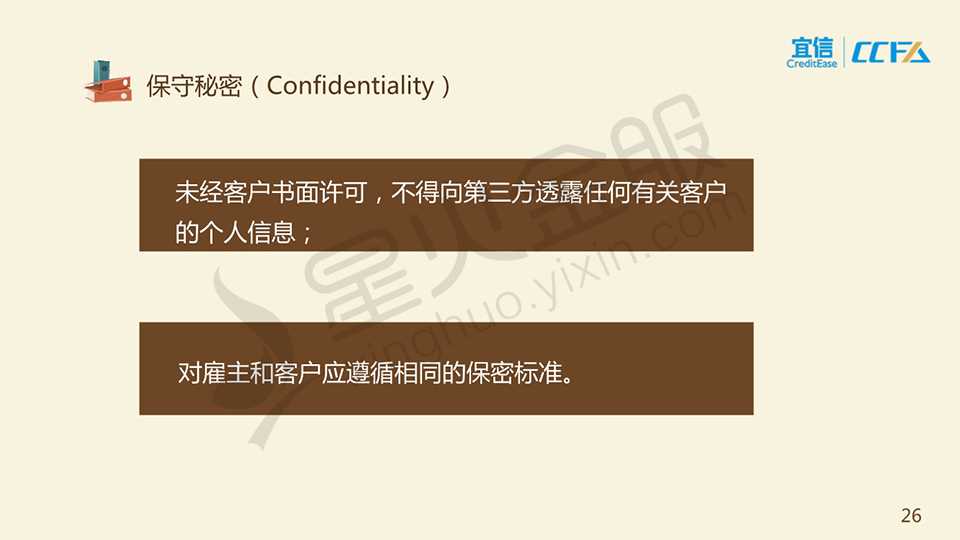 宜信
CreditEase
CCFA
保守秘密（Confidentiality）
未经客户书面许可，不得向第三方透露任何有关客户
的个人信息；
对雇主和客户应遵循相同的保密标准。
星火金服
xinghuo.yixin.com
26